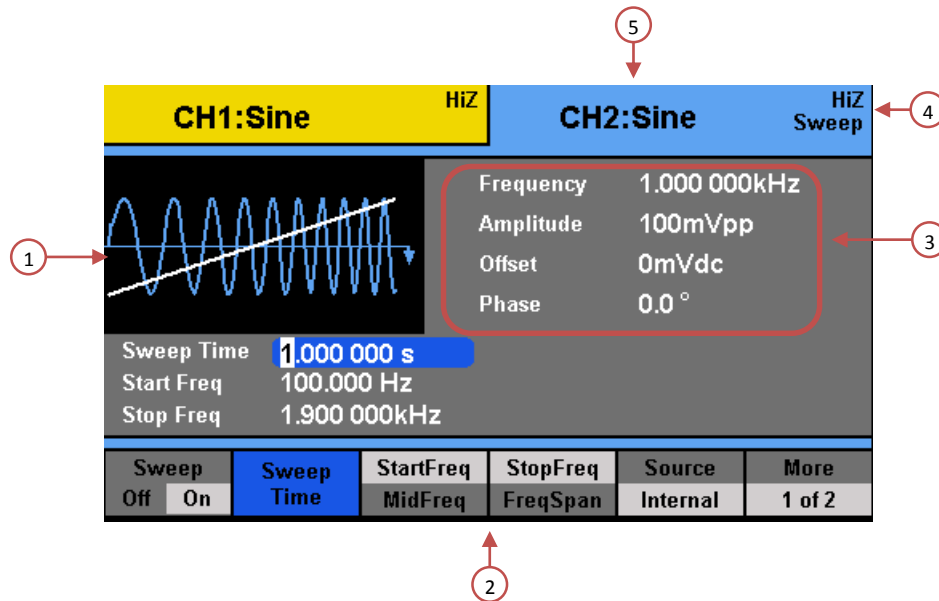 5
CH1:Sine HiZ
CH2:Sine HiZ
Sweep
4
Frequency 1.000 000kHz
Amplitude 100mVpp
Offset 0mVdc
Phase 0.0 °
3
1
Sweep Time 1.000 000 s
Start Freq 100.000 Hz
Stop Freq 1.900 000kHz
Sweep
Off On
Sweep
Time
StartFreq
MidFreq
StopFreq
FreqSpan
Source
Internal
More
1 of 2
2